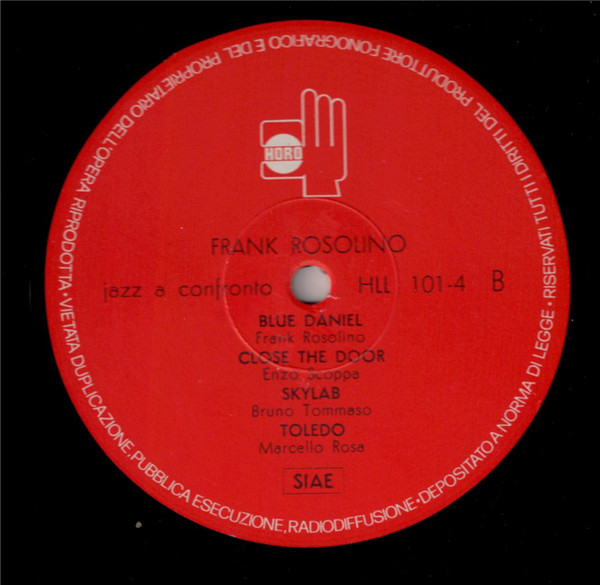 HORO
FRANK ROSOLINO
jazz a confronto HLL 101-4 B
BLUE DANIEL
Frank Rosolino
CLOSE THE DOOR
Enzo Scoppa
SKYLAB
Bruno Tommaso
TOLEDO
Marcello Rosa
SIAE
RISERVATI TUTTI I DIRITTI DEL PRODUTTORE FONOGRAFICO E DEL PROPRIETARIO DELL'OPERA RIPRODOTTA • VIETATA DUPLICAZIONE, PUBBLICA ESECUZIONE, RADIODIFFUSIONE • DEPOSITATO A NORMA DI LEGGE •